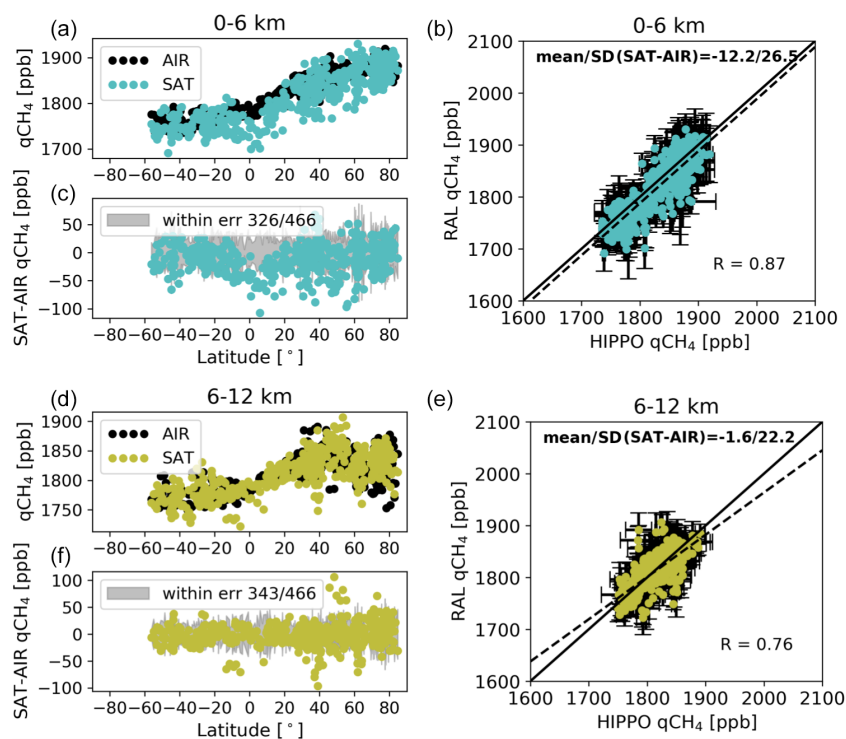 0-6 km
(a)
qCH₄ [ppb]
1900
1800
1700
AIR
SAT
−80 −60 −40 −20 0 20 40 60 80
(c)
SAT-AIR qCH₄ [ppb]
50
0
−50
−100
within err 326/466
−80 −60 −40 −20 0 20 40 60 80
Latitude [°]
(b)
0-6 km
RAL qCH₄ [ppb]
2100
2000
1900
1800
1700
1600
mean/SD(SAT-AIR)=-12.2/26.5
R = 0.87
1600 1700 1800 1900 2000 2100
HIPPO qCH₄ [ppb]
6-12 km
(d)
qCH₄ [ppb]
1900
1850
1800
1750
AIR
SAT
−80 −60 −40 −20 0 20 40 60 80
(f)
SAT-AIR qCH₄ [ppb]
100
50
0
−50
−100
within err 343/466
−80 −60 −40 −20 0 20 40 60 80
Latitude [°]
(e)
6-12 km
RAL qCH₄ [ppb]
2100
2000
1900
1800
1700
1600
mean/SD(SAT-AIR)=-1.6/22.2
R = 0.76
1600 1700 1800 1900 2000 2100
HIPPO qCH₄ [ppb]